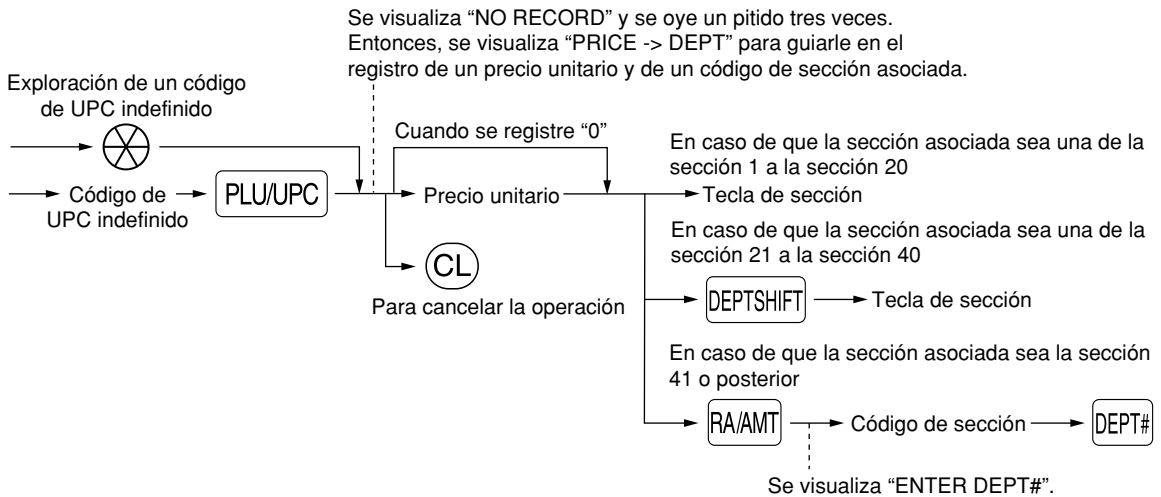 Se visualiza “NO RECORD” y se oye un pitido tres veces.
Entonces, se visualiza “PRICE -> DEPT” para guiarle en el
registro de un precio unitario y de un código de sección asociada.
Exploración de un código
de UPC indefinido
Cuando se registre “0”
En caso de que la sección asociada sea una de la
sección 1 a la sección 20
Código de
UPC indefinido
PLU/UPC
Precio unitario
Tecla de sección
En caso de que la sección asociada sea una de la
sección 21 a la sección 40
CL
Para cancelar la operación
DEPTSHIFT
Tecla de sección
En caso de que la sección asociada sea la sección
41 o posterior
RA/AMT
Código de sección
DEPT#
Se visualiza “ENTER DEPT#”.